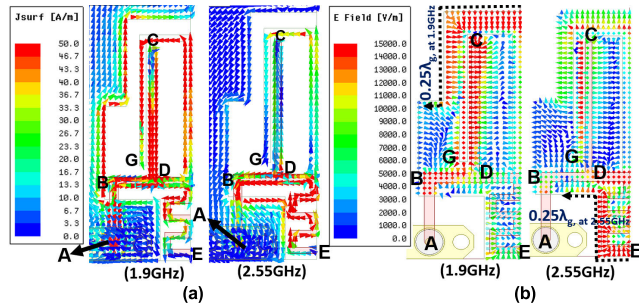 Jsurf [A/m]
50.0
46.7
43.3
40.0
36.7
33.3
30.0
26.7
23.3
20.0
16.7
13.3
10.0
6.7
3.3
0.0
C
G
D
B
A
E
(1.9GHz)
C
G
D
B
A
E
(2.55GHz)
(a)
E Field [V/m]
15000.0
14000.0
13000.0
12000.0
11000.0
10000.0
9000.0
8000.0
7000.0
6000.0
5000.0
4000.0
3000.0
2000.0
1000.0
0.0
0.25λg, at 1.9GHz
C
G
D
B
A
E
(1.9GHz)
C
G
D
B
0.25λg, at 2.55GHz
A
E
(2.55GHz)
(b)